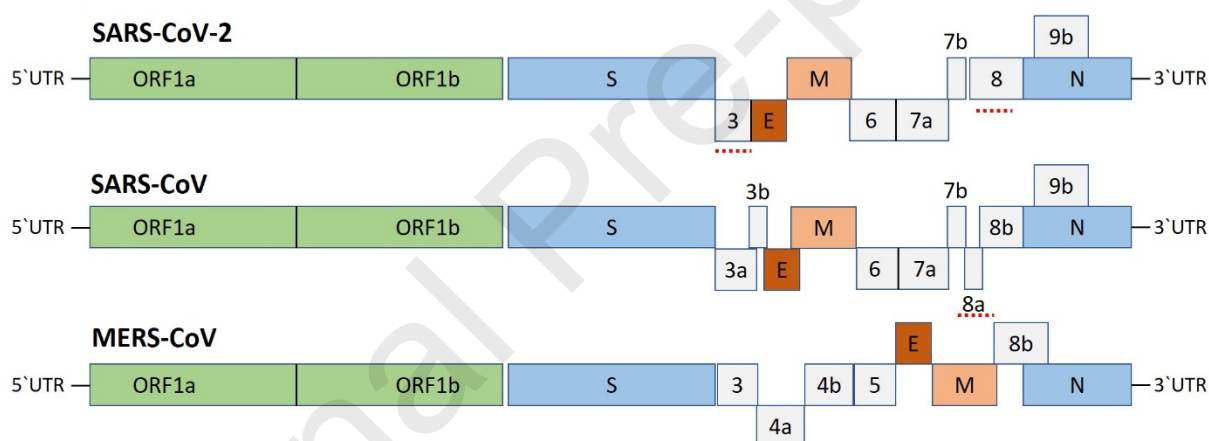 SARS-CoV-2
7b 9b
5`UTR ORF1a ORF1b S M 8 N 3`UTR
3 E 6 7a
SARS-CoV
3b 7b 9b
5`UTR ORF1a ORF1b S M 8b N 3`UTR
3a E 6 7a
8a
MERS-CoV
E 8b
5`UTR ORF1a ORF1b S 3 4b 5 M N 3`UTR
4a
nal Pre-p